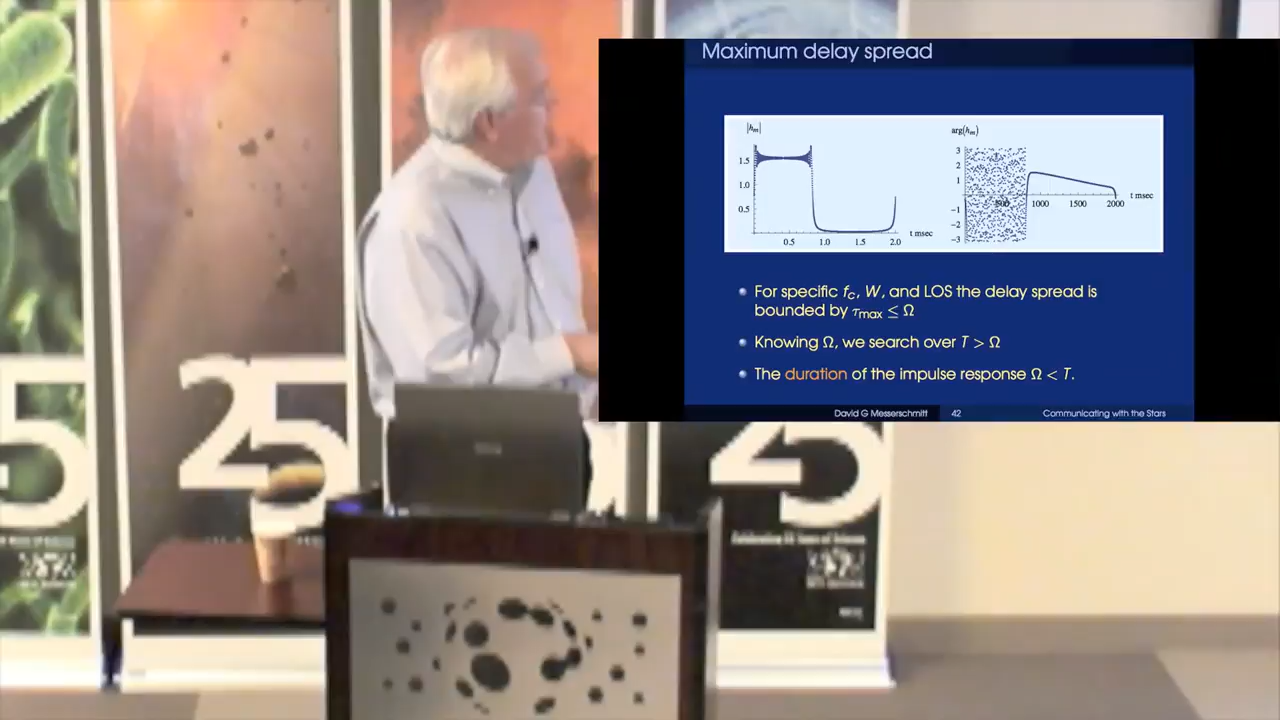 Maximum delay spread
|hm|
1.5
1.0
0.5
0.5 1.0 1.5 2.0
t msec
arg(hm)
3
2
1
−1
−2
−3
500 1000 1500 2000
t msec
For specific fc, W, and LOS the delay spread is
bounded by τmax ≤ Ω
Knowing Ω, we search over T > Ω
The duration of the impulse response Ω < T.
David G Messerschmitt 42 Communicating with the Stars
25
25
25